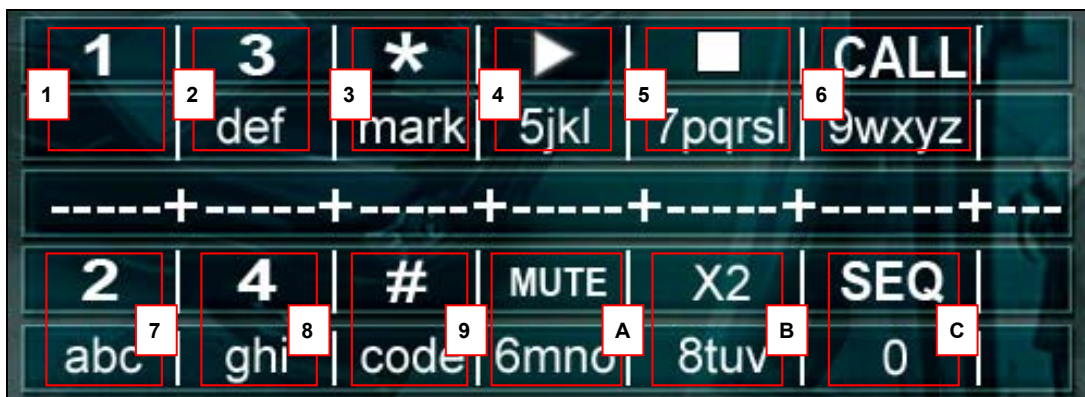 1 | 3 | * | ▶ | ■ | CALL |
1 2 3 4 5 6
| def | mark | 5jkl | 7pqrsl | 9wxyz |
-----+-----+-----+-----+-----+------+---
2 | 4 | # | MUTE | X2 | SEQ |
7 8 9 A B C
abc | ghi | code | 6mno | 8tuv | 0 |